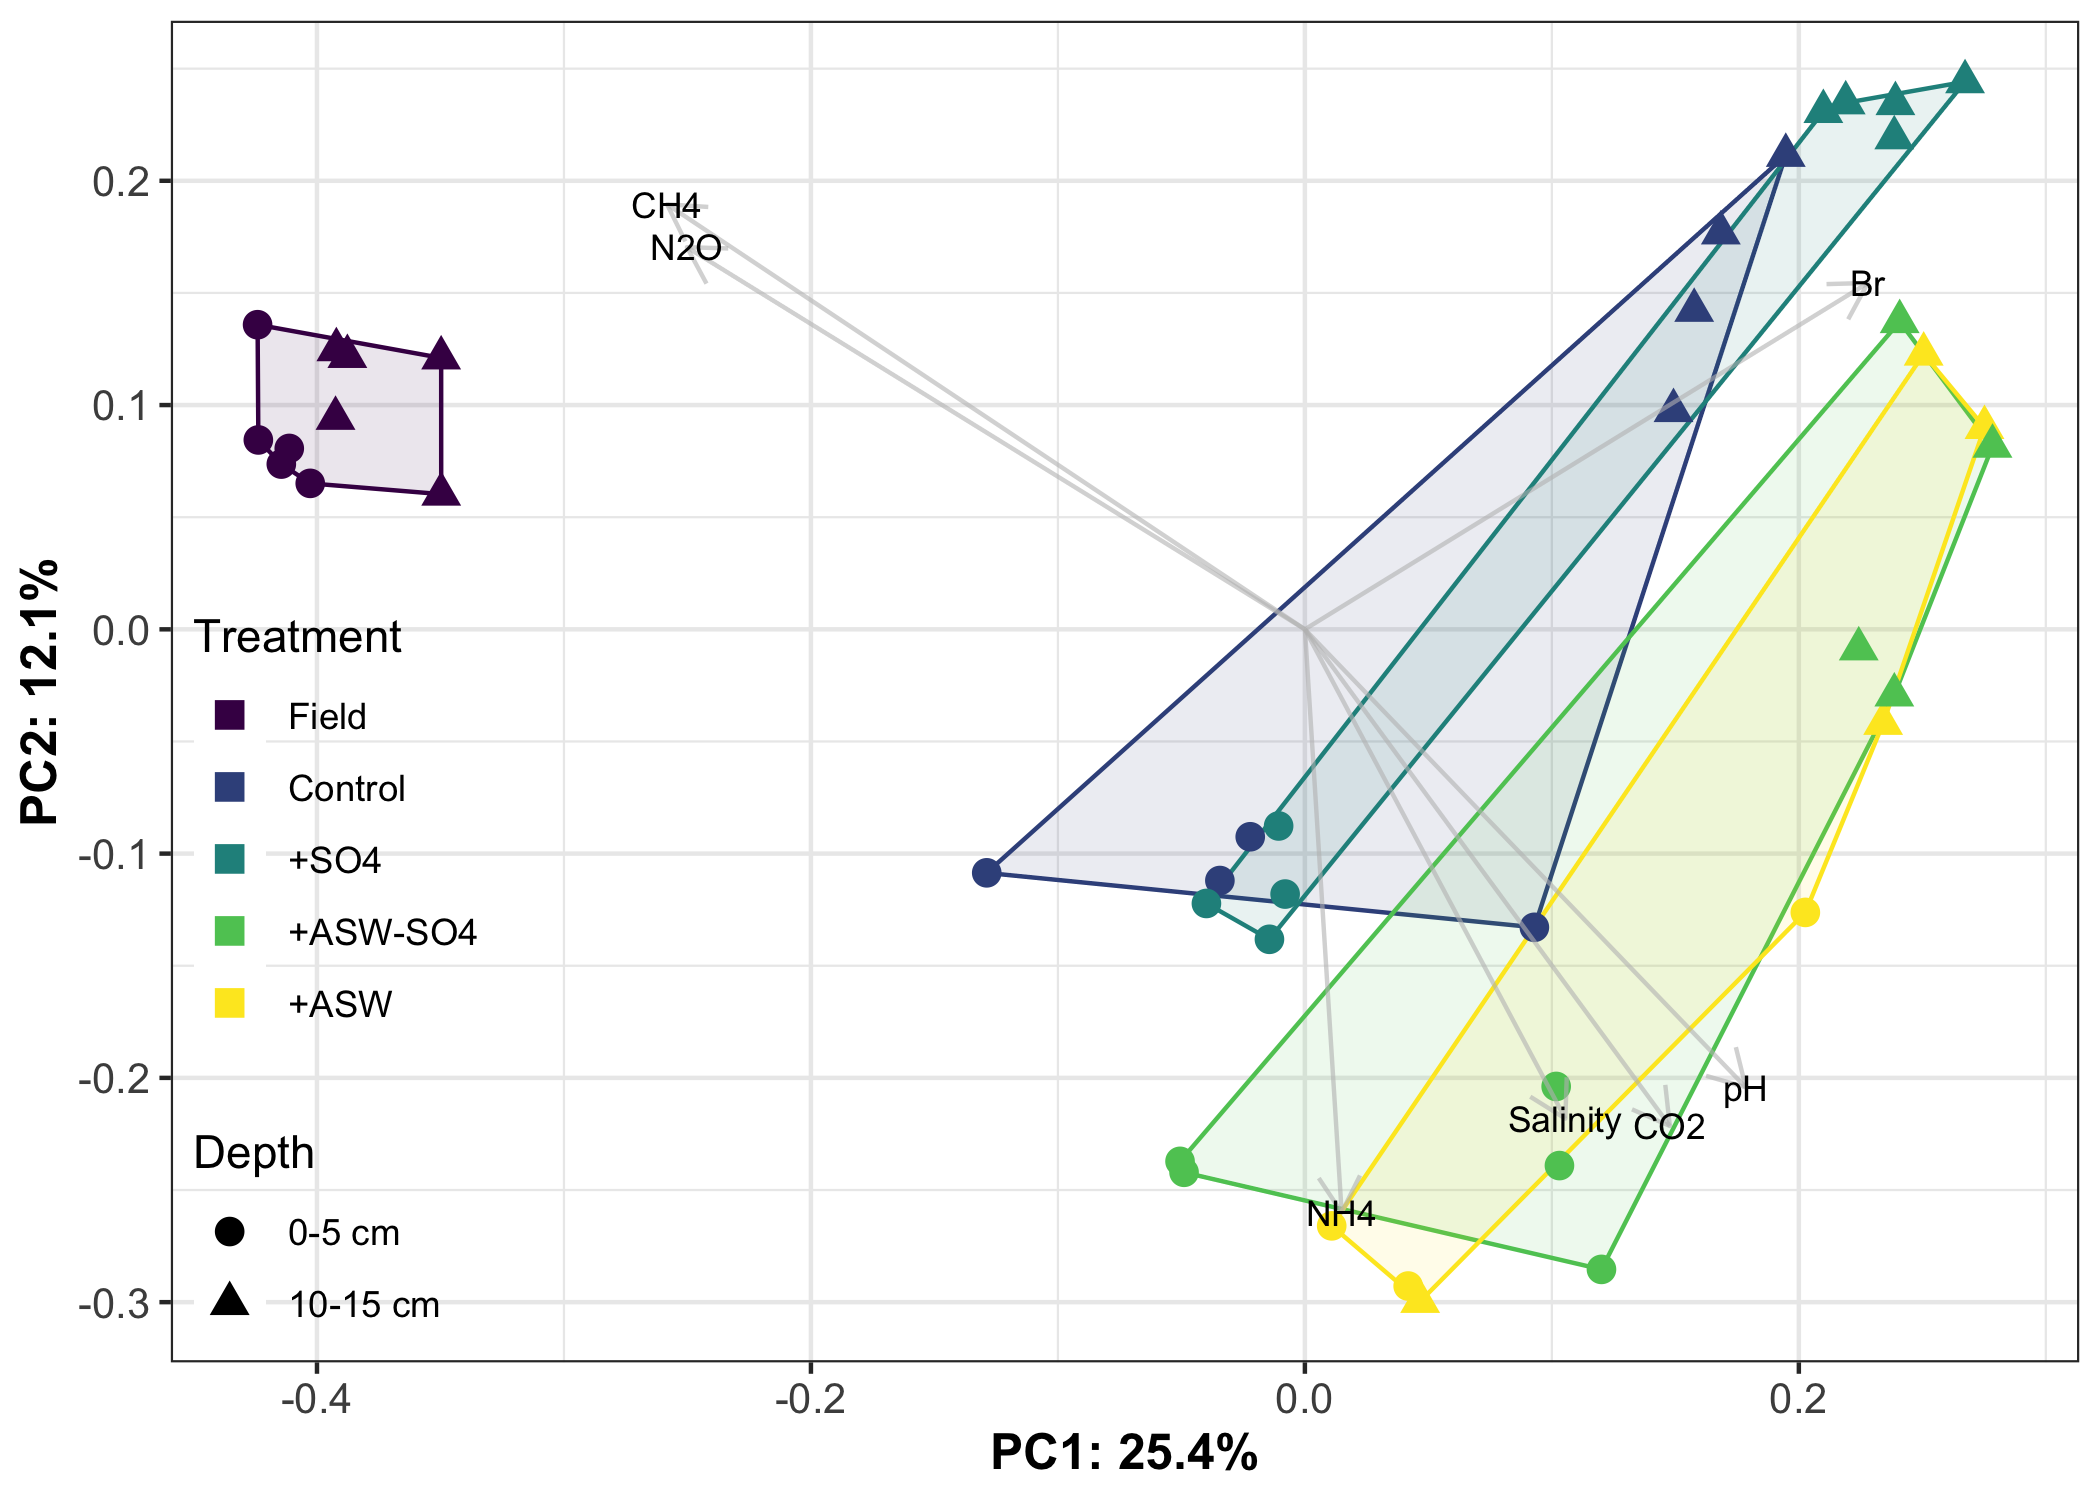 CH4
N2O
Br
0.2
0.1
0.0
-0.1
-0.2
-0.3
PC2: 12.1%
Treatment
Field
Control
+SO4
+ASW-SO4
+ASW
Depth
0-5 cm
10-15 cm
pH
Salinity
CO2
NH4
-0.4
-0.2
0.0
0.2
PC1: 25.4%